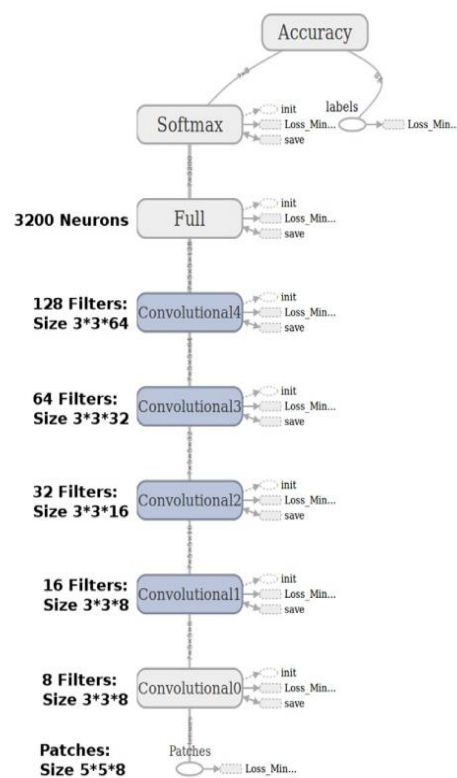 Accuracy
labels
Loss_Min...
Softmax
init
Loss_Min...
save
3200 Neurons
Full
init
Loss_Min...
save
128 Filters:
Size 3*3*64
Convolutional4
init
Loss_Min...
save
64 Filters:
Size 3*3*32
Convolutional3
init
Loss_Min...
save
32 Filters:
Size 3*3*16
Convolutional2
init
Loss_Min...
save
16 Filters:
Size 3*3*8
Convolutional1
init
Loss_Min...
save
8 Filters:
Size 3*3*8
Convolutional0
init
Loss_Min...
save
Patches:
Size 5*5*8
Patches
Loss_Min...